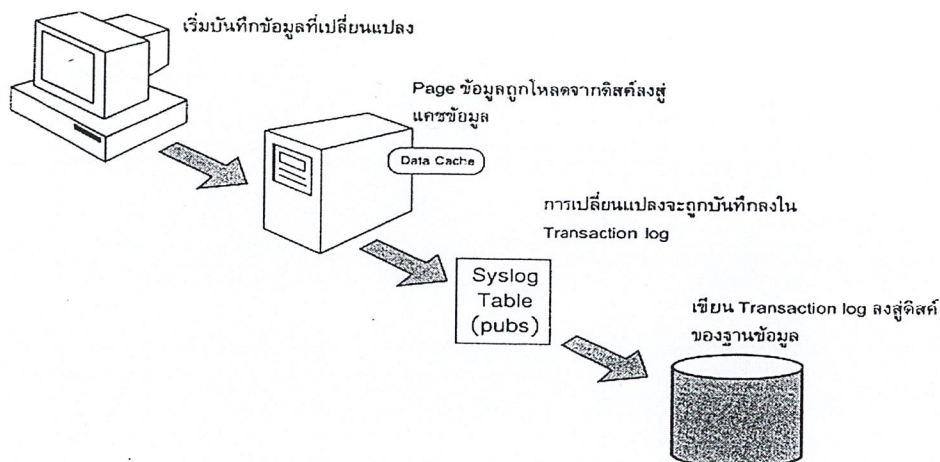 เริ่มบันทึกข้อมูลที่เปลี่ยนแปลง
Page ข้อมูลถูกโหลดจากดิสค์ลงสู่
แคชข้อมูล
Data Cache
การเปลี่ยนแปลงจะถูกบันทึกลงใน
Transaction log
Syslog
Table
(pubs)
เขียน Transaction log ลงสู่ดิสค์
ของฐานข้อมูล